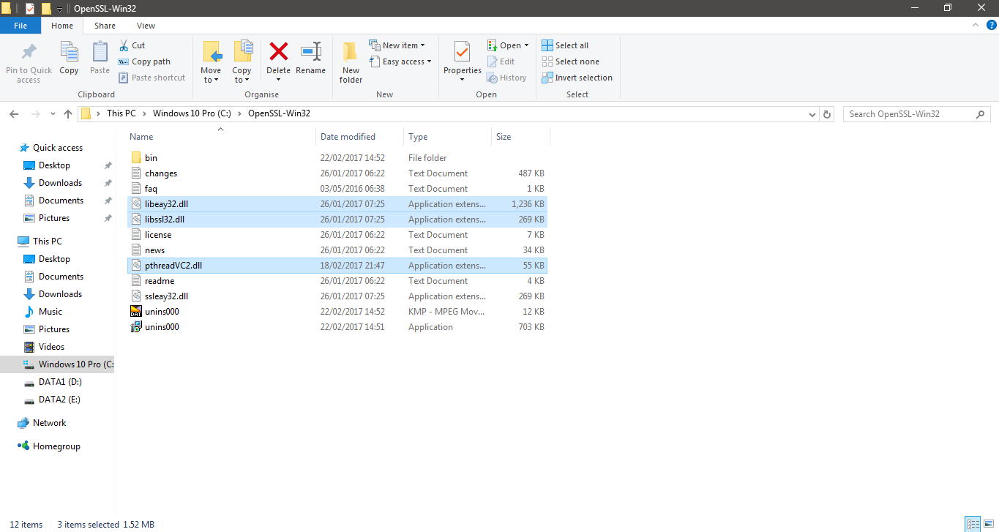 OpenSSL-Win32
File Home Share View
Pin to Quick access
Copy
Paste
Cut
Copy path
Paste shortcut
Clipboard
Move to
Copy to
Delete
Rename
Organise
New folder
New item
Easy access
New
Properties
Open
Edit
History
Open
Select all
Select none
Invert selection
Select
This PC > Windows 10 Pro (C:) > OpenSSL-Win32
Search OpenSSL-Win32
Quick access
Desktop
Downloads
Documents
Pictures
This PC
Desktop
Documents
Downloads
Music
Pictures
Videos
Windows 10 Pro (C:
DATA1 (D:)
DATA2 (E:)
Network
Homegroup
Name Date modified Type Size
bin 22/02/2017 14:52 File folder
changes 26/01/2017 06:22 Text Document 487 KB
faq 03/05/2016 06:38 Text Document 1 KB
libeay32.dll 26/01/2017 07:25 Application extens... 1,236 KB
libssl32.dll 26/01/2017 07:25 Application extens... 269 KB
license 26/01/2017 06:22 Text Document 7 KB
news 26/01/2017 06:22 Text Document 34 KB
pthreadVC2.dll 18/02/2017 21:47 Application extens... 55 KB
readme 26/01/2017 06:22 Text Document 4 KB
ssleay32.dll 26/01/2017 07:25 Application extens... 269 KB
DAT unins000 22/02/2017 14:52 KMP - MPEG Mov... 12 KB
unins000 22/02/2017 14:51 Application 703 KB
12 items 3 items selected 1.52 MB